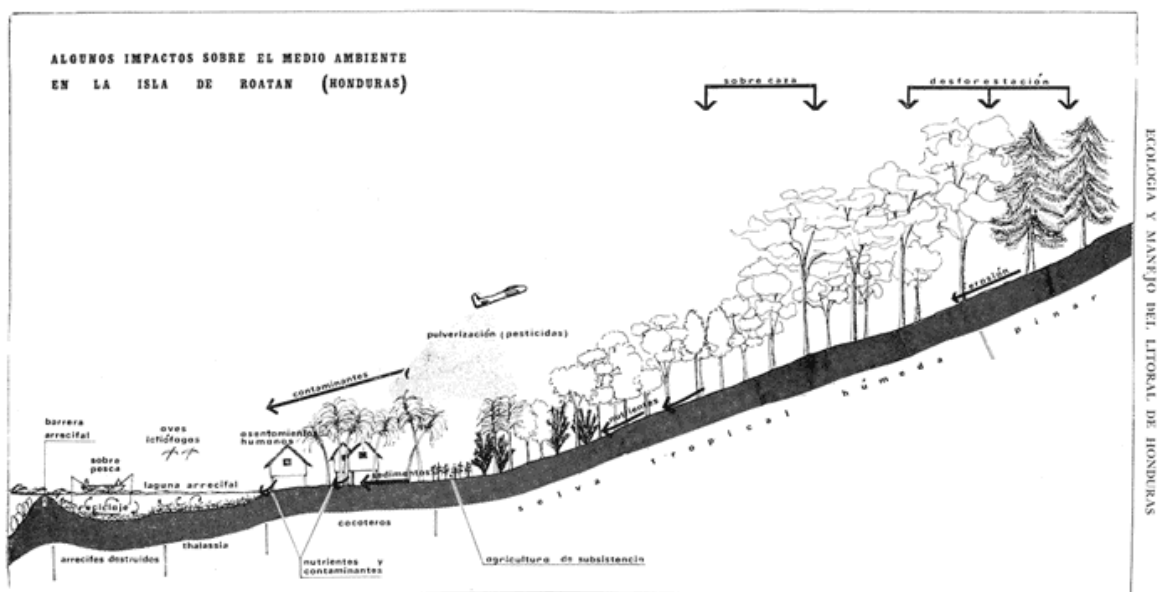 ALGUNOS IMPACTOS SOBRE EL MEDIO AMBIENTE
EN LA ISLA DE ROATAN (HONDURAS)
sobre caza
desforestación
erosión
pulverización (pesticidas)
contaminantes
nutrientes
barrera
arrecifal
aves
ictiófagos
asentamientos
humanos
sobre
pesca
laguna arrecifal
sedimentos
reciclaje
cocoteros
thalassia
arrecifes destruidos
nutrientes y
contaminantes
agricultura de subsistencia
selva tropical húmeda
pinar
ECOLOGIA Y MANEJO DEL LITORAL DE HONDURAS